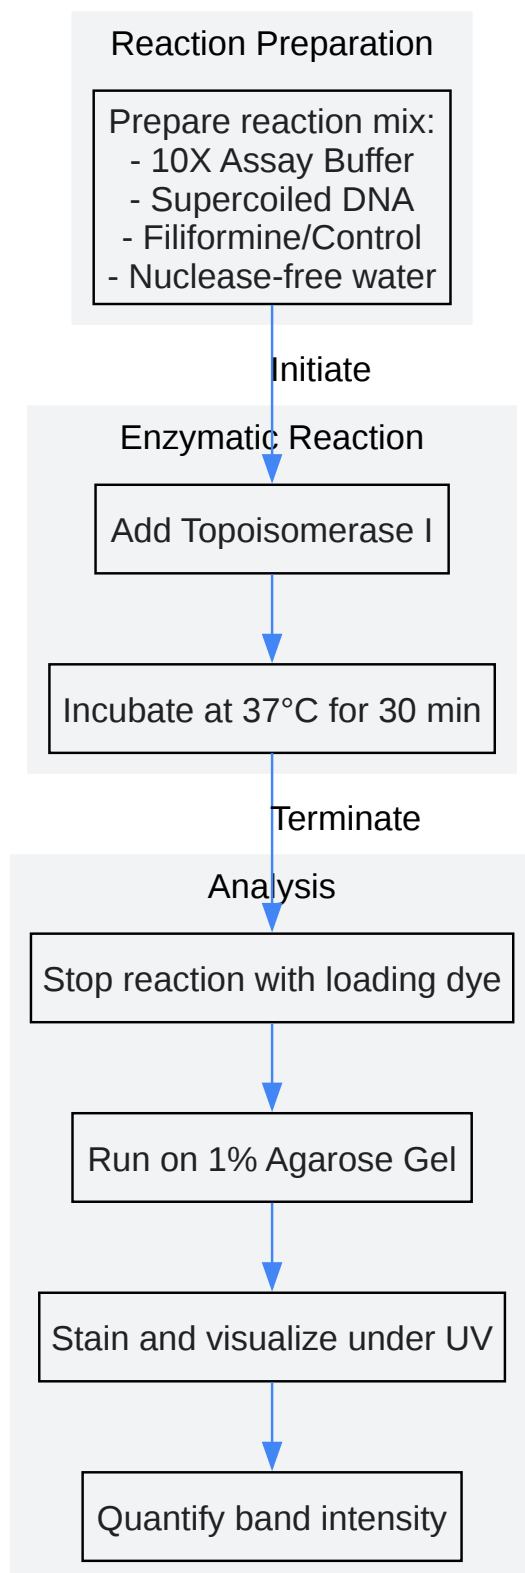 Reaction Preparation
Prepare reaction mix:
- 10X Assay Buffer
- Supercoiled DNA
- Filiformine/Control
- Nuclease-free water
Initiate
Enzymatic Reaction
Add Topoisomerase I
Incubate at 37°C for 30 min
Terminate
Analysis
Stop reaction with loading dye
Run on 1% Agarose Gel
Stain and visualize under UV
Quantify band intensity